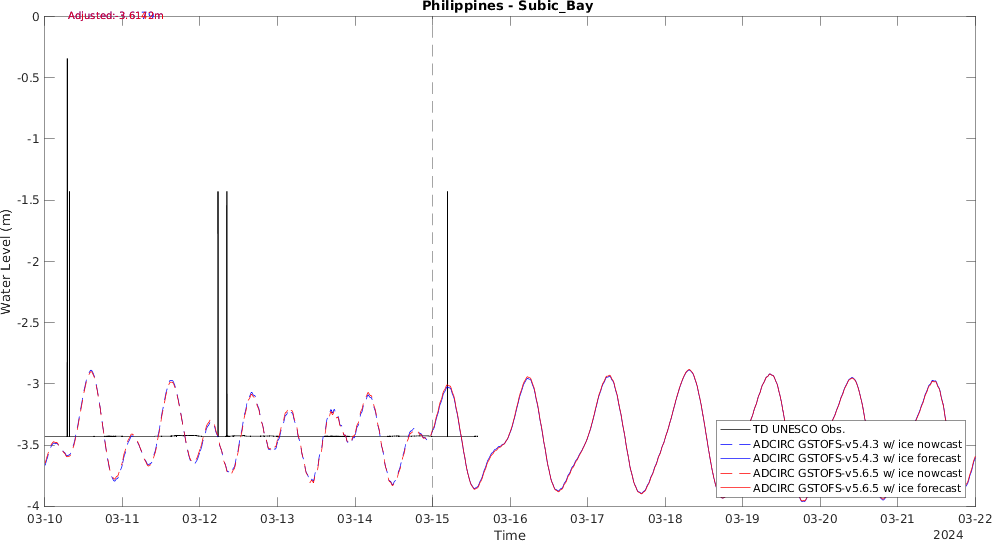 Philippines - Subic_Bay
Adjusted:
0
-0.5
-1
-1.5
-2
-2.5
-3
-3.5
-4
Water Level (m)
03-10 03-11 03-12 03-13 03-14 03-15 03-16 03-17 03-18 03-19 03-20 03-21 03-22
Time
2024
TD UNESCO Obs.
ADCIRC GSTOFS-v5.4.3 w/ ice nowcast
ADCIRC GSTOFS-v5.4.3 w/ ice forecast
ADCIRC GSTOFS-v5.6.5 w/ ice nowcast
ADCIRC GSTOFS-v5.6.5 w/ ice forecast